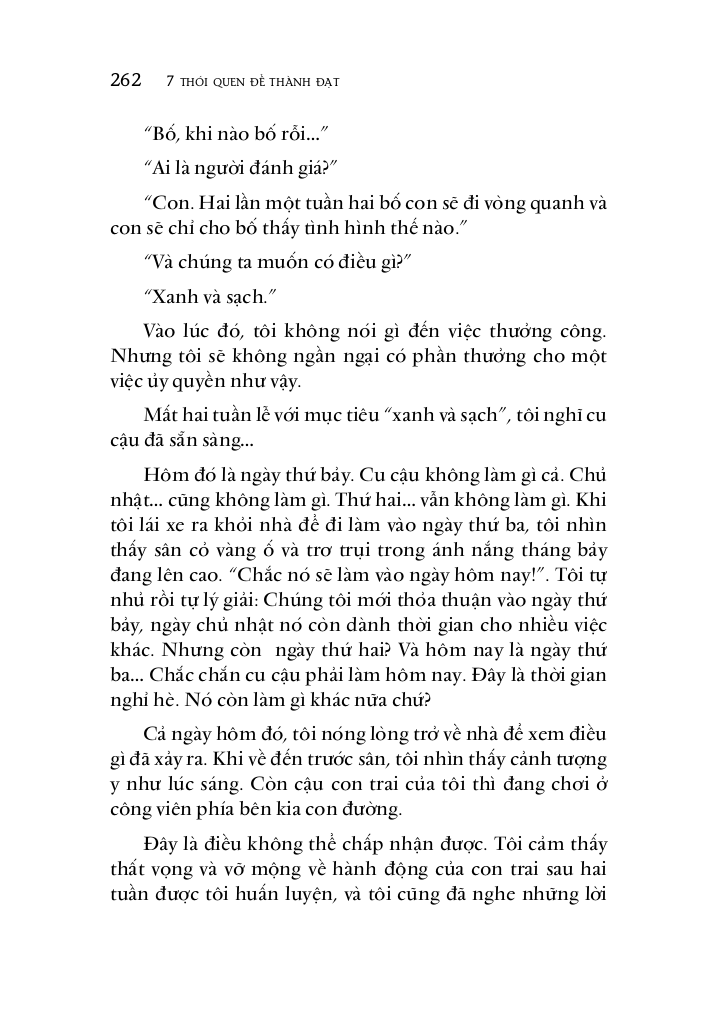 262 7 THÓI QUEN ĐỂ THÀNH ĐẠT
“Bố, khi nào bố rỗi...”
“Ai là người đánh giá?”
“Con. Hai lần một tuần hai bố con sẽ đi vòng quanh và
con sẽ chỉ cho bố thấy tình hình thế nào.”
“Và chúng ta muốn có điều gì?”
“Xanh và sạch.”
Vào lúc đó, tôi không nói gì đến việc thưởng công.
Nhưng tôi sẽ không ngần ngại có phần thưởng cho một
việc ủy quyền như vậy.
Mất hai tuần lễ với mục tiêu “xanh và sạch”, tôi nghĩ cu
cậu đã sẵn sàng...
Hôm đó là ngày thứ bảy. Cu cậu không làm gì cả. Chủ
nhật... cũng không làm gì. Thứ hai... vẫn không làm gì. Khi
tôi lái xe ra khỏi nhà để đi làm vào ngày thứ ba, tôi nhìn
thấy sân cỏ vàng ố và trơ trụi trong ánh nắng tháng bảy
đang lên cao. “Chắc nó sẽ làm vào ngày hôm nay!”. Tôi tự
nhủ rồi tự lý giải: Chúng tôi mới thỏa thuận vào ngày thứ
bảy, ngày chủ nhật nó còn dành thời gian cho nhiều việc
khác. Nhưng còn ngày thứ hai? Và hôm nay là ngày thứ
ba... Chắc chắn cu cậu phải làm hôm nay. Đây là thời gian
nghỉ hè. Nó còn làm gì khác nữa chứ?
Cả ngày hôm đó, tôi nóng lòng trở về nhà để xem điều
gì đã xảy ra. Khi về đến trước sân, tôi nhìn thấy cảnh tượng
y như lúc sáng. Còn cậu con trai của tôi thì đang chơi ở
công viên phía bên kia con đường.
Đây là điều không thể chấp nhận được. Tôi cảm thấy
thất vọng và vỡ mộng về hành động của con trai sau hai
tuần được tôi huấn luyện, và tôi cũng đã nghe những lời